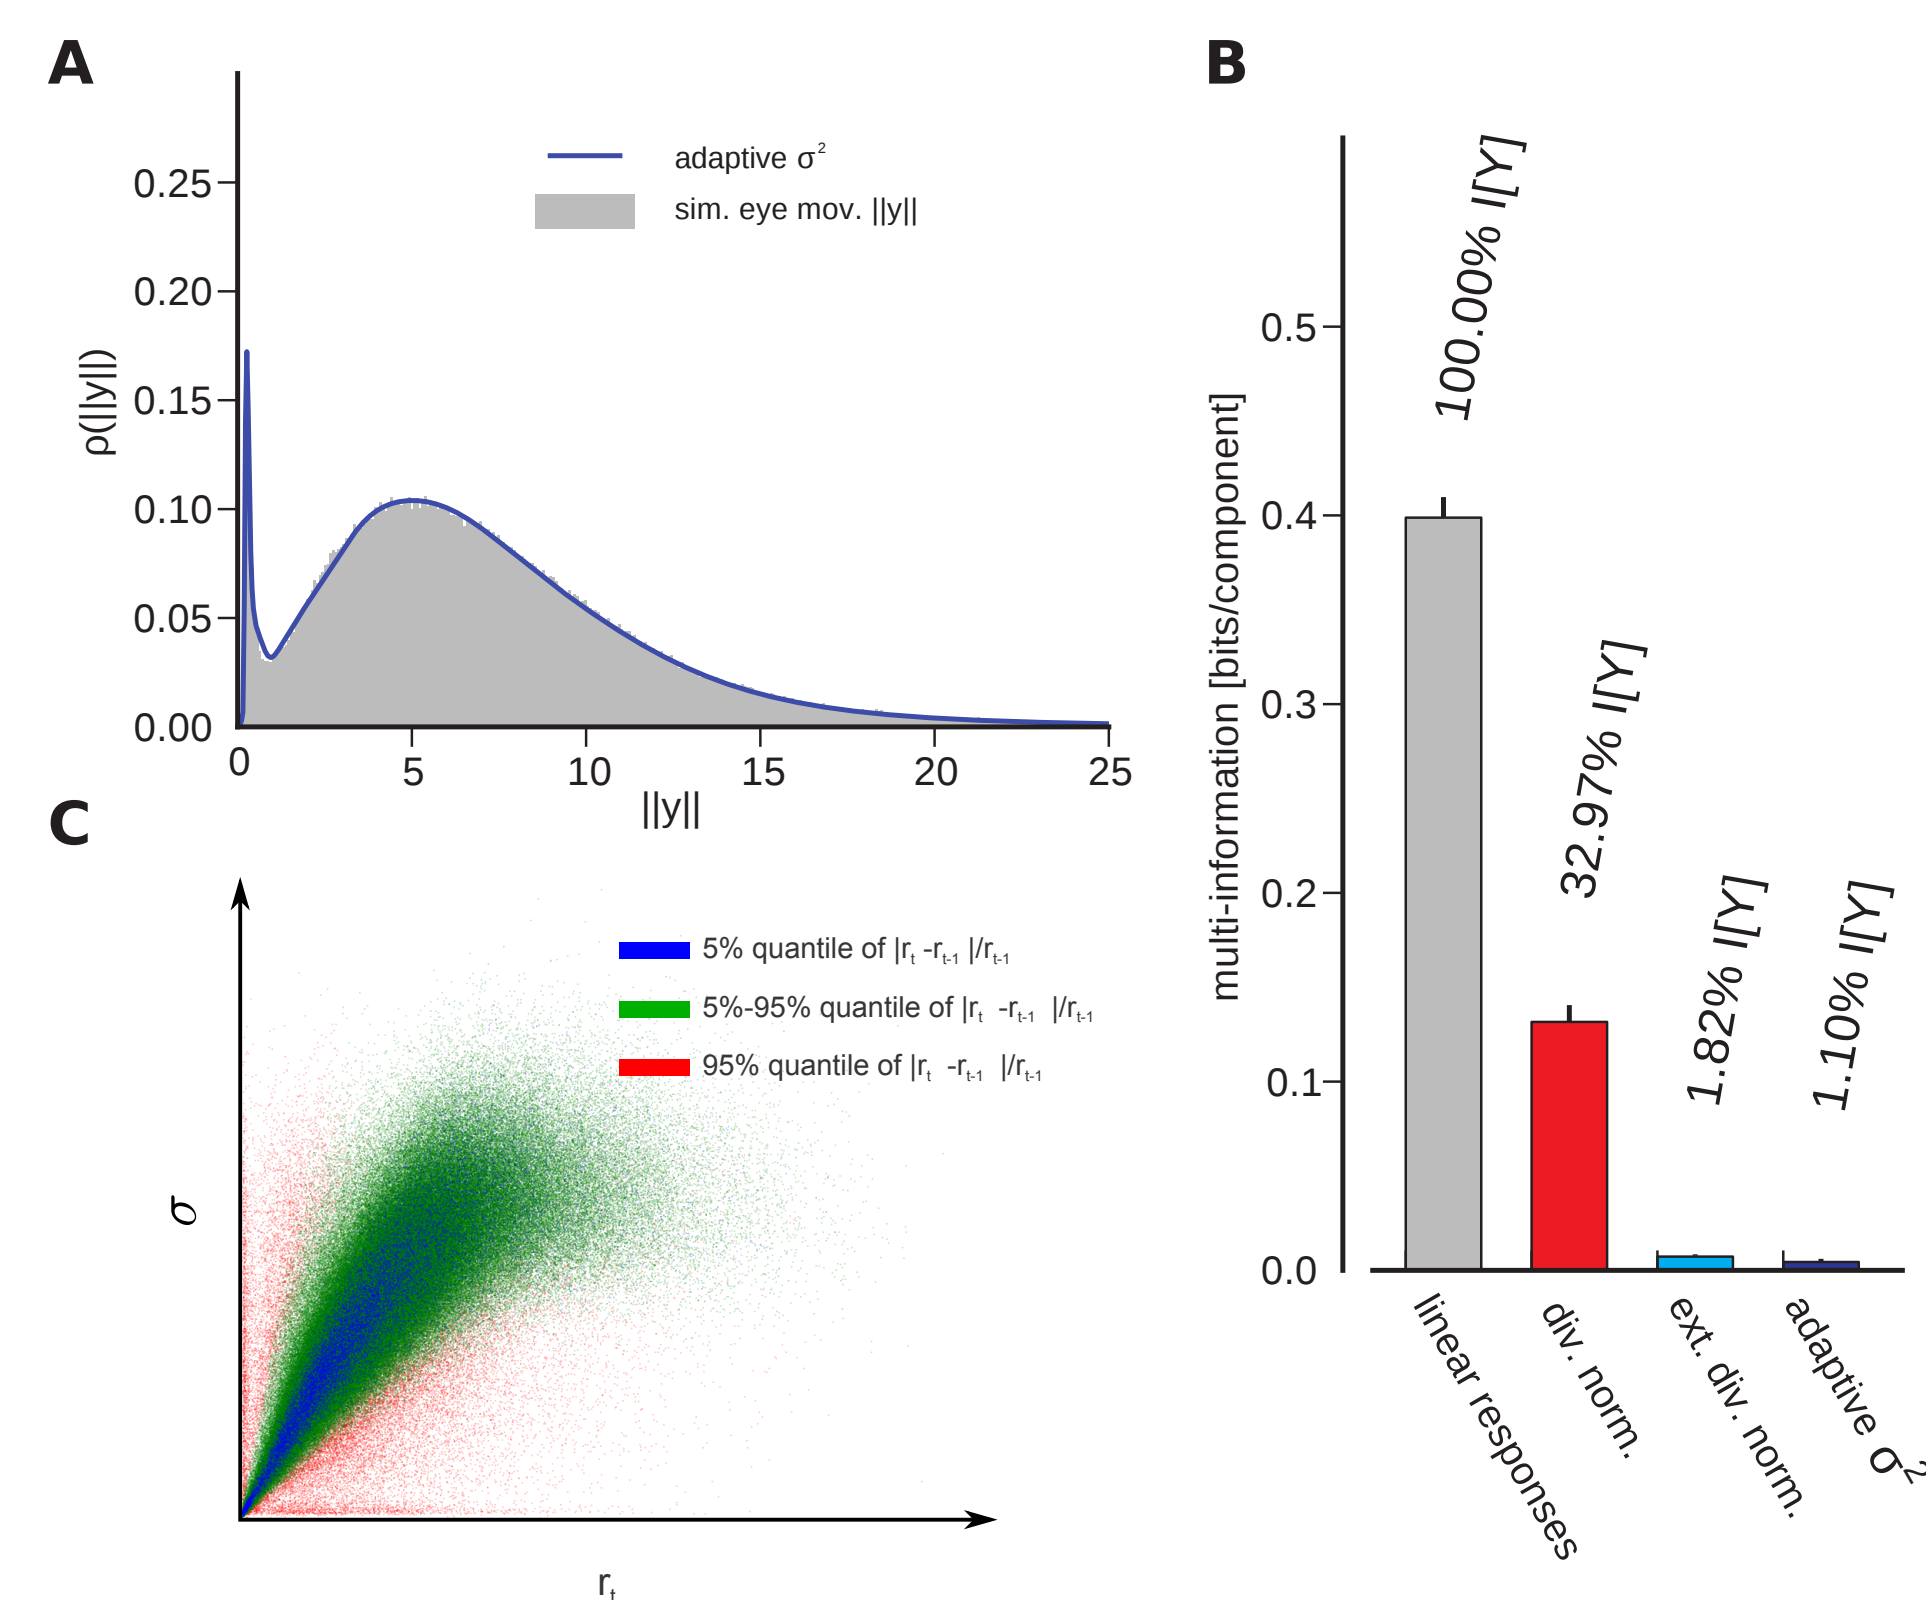 A
0.25
0.20
0.15
0.10
0.05
0.00
ρ(||y||)
adaptive σ²
sim. eye mov. ||y||
0 5 10 15 20 25
||y||
B
multi-information [bits/component]
0.5
0.4
0.3
0.2
0.1
0.0
100.00% I[Y]
32.97% I[Y]
1.82% I[Y]
1.10% I[Y]
linear responses
div. norm.
ext. div. norm.
adaptive σ²
C
σ
5% quantile of |rₜ -rₜ₋₁ |/rₜ₋₁
5%-95% quantile of |rₜ -rₜ₋₁ |/rₜ₋₁
95% quantile of |rₜ -rₜ₋₁ |/rₜ₋₁
rₜ